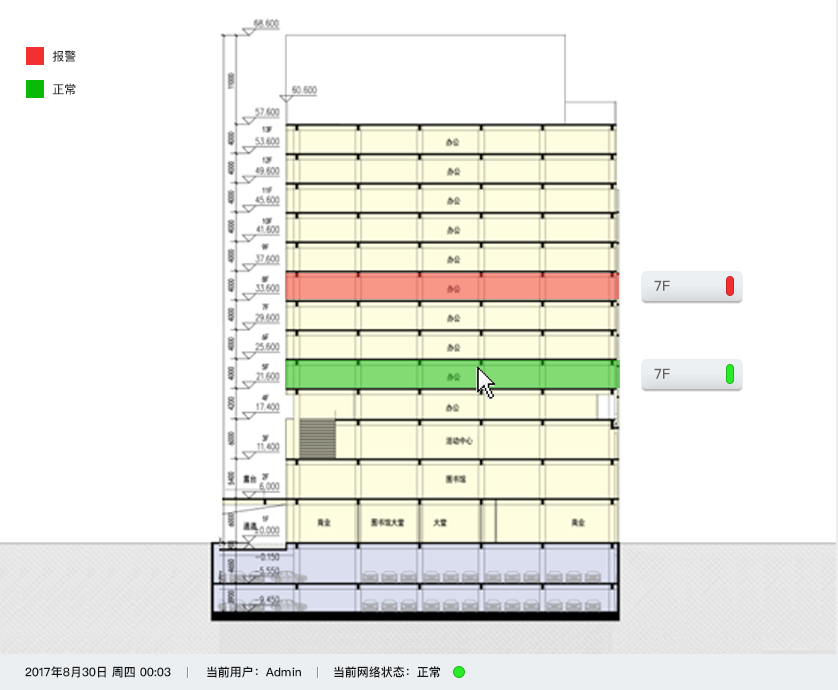 68.600
报警
正常
11000
60.600
57.600
13F
办公
4000
53.600
12F
办公
4000
49.600
11F
办公
4000
45.600
10F
办公
4000
41.600
9F
办公
4000
37.600
8F
办公
4000
33.600
7F
7F
办公
4000
29.600
6F
办公
4000
25.600
5F
办公
4000
21.600
7F
4F
办公
4200
17.400
3F
活动中心
6000
11.400
露台 2F
图书馆
5400
6.000
1F
商业 图书馆大堂 大堂 商业
6000
±0.000
-0.150
-5.550
-9.450
2017年8月30日 周四 00:03 | 当前用户：Admin | 当前网络状态：正常